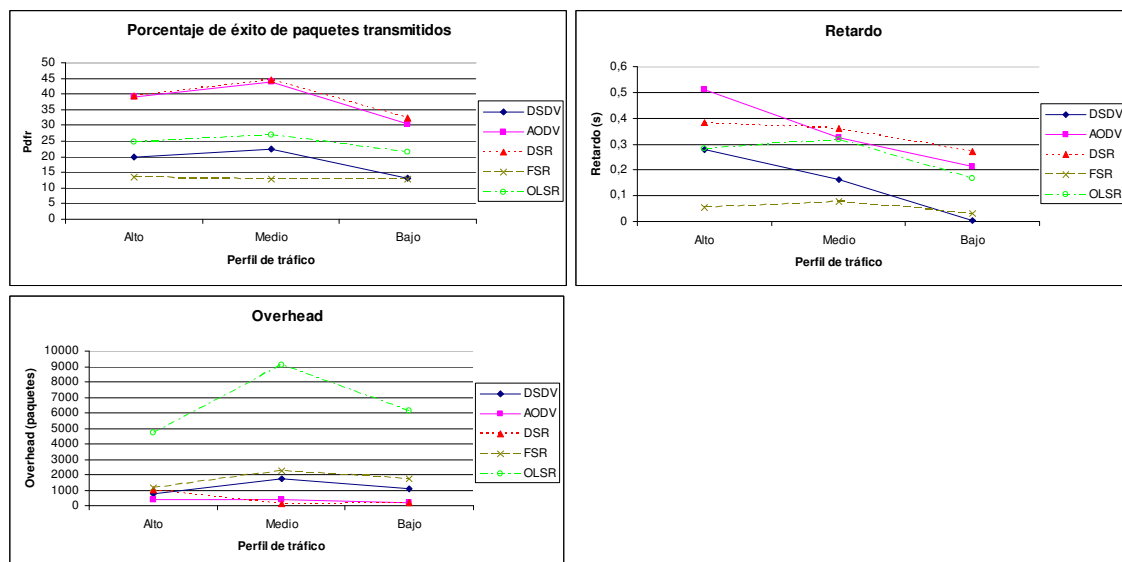 Porcentaje de éxito de paquetes transmitidos
50
45
40
35
30
25
20
15
10
5
0
Pdfr
Alto
Medio
Bajo
Perfil de tráfico
DSDV
AODV
DSR
FSR
OLSR
Retardo
0,6
0,5
0,4
0,3
0,2
0,1
0
Retardo (s)
Alto
Medio
Bajo
Perfil de tráfico
DSDV
AODV
DSR
FSR
OLSR
Overhead
10000
9000
8000
7000
6000
5000
4000
3000
2000
1000
0
Overhead (paquetes)
Alto
Medio
Bajo
Perfil de tráfico
DSDV
AODV
DSR
FSR
OLSR